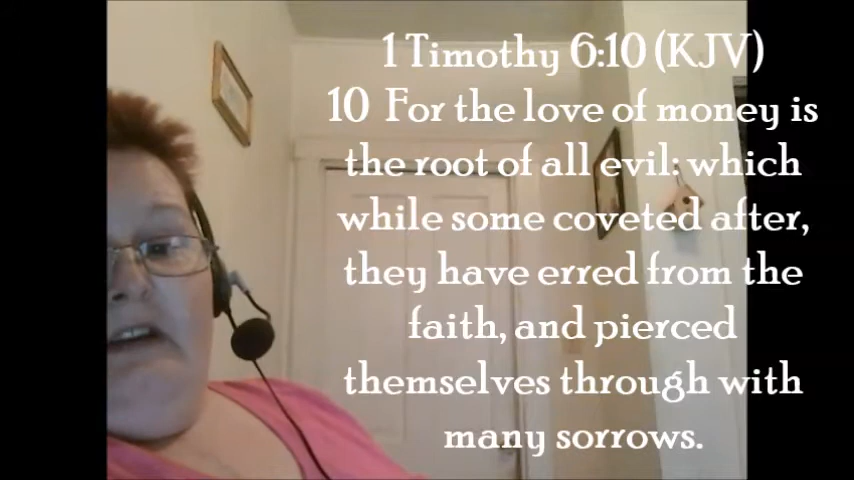 1 Timothy 6:10 (KJV)
10 For the love of money is
the root of all evil: which
while some coveted after,
they have erred from the
faith, and pierced
themselves through with
many sorrows.